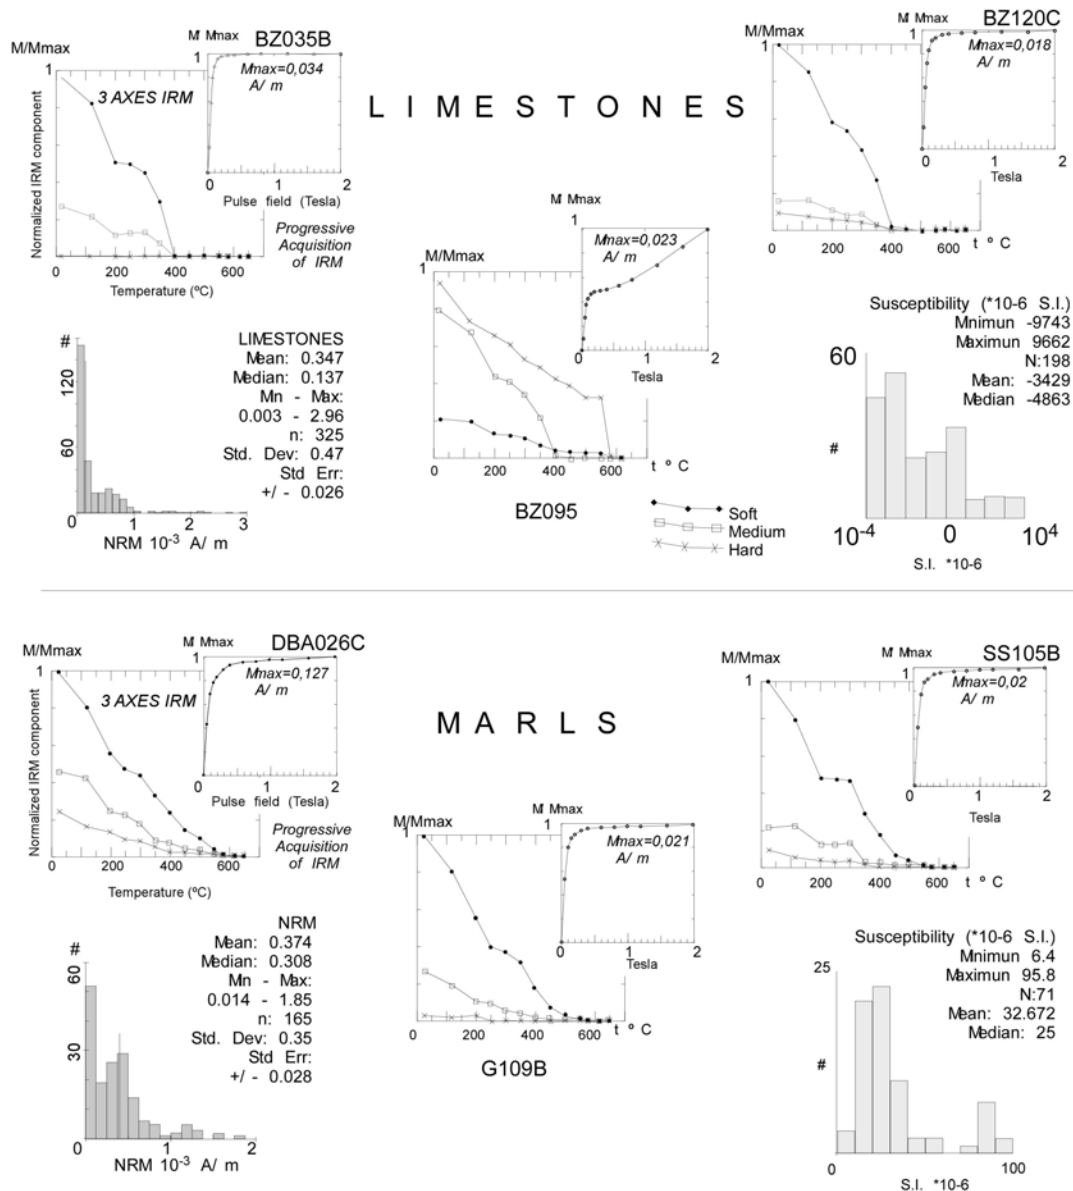 BZ035B
M/Mmax
M/ Mmax
1
1
Mmax=0,034
A/ m
3 AXES IRM
Normalized IRM component
0
1
2
Pulse field (Tesla)
Progressive
Acquisition
of IRM
0
200
400
600
Temperature (ºC)
LIMESTONES
BZ120C
M/Mmax
M/ Mmax
1
1
Mmax=0,018
A/ m
0
1
2
Tesla
0
200
400
600
t º C
M/ Mmax
1
M/Mmax
1
Mmax=0,023
A/ m
0
1
2
Tesla
0
200
400
600
t º C
BZ095
Soft
Medium
Hard
#
120
60
0
1
2
3
NRM 10-3 A/ m
LIMESTONES
Mean: 0.347
Median: 0.137
Min - Max:
0.003 - 2.96
n: 325
Std. Dev: 0.47
Std Err:
+/ - 0.026
Susceptibility (*10-6 S.I.)
Mnimun -9743
Maximun 9662
N:198
Mean: -3429
Median -4863
60
#
10-4
0
104
S.I. *10-6
DBA026C
M/Mmax
M/ Mmax
1
1
Mmax=0,127
A/ m
3 AXES IRM
Normalized IRM component
0
1
2
Pulse field (Tesla)
Progressive
Acquisition
of IRM
0
200
400
600
Temperature (ºC)
MARLS
SS105B
M/Mmax
M/ Mmax
1
1
Mmax=0,02
A/ m
0
1
2
Tesla
0
200
400
600
t º C
M/ Mmax
M/Mmax
1
1
Mmax=0,021
A/ m
0
1
2
Tesla
0
200
400
600
t º C
G109B
#
60
30
0
1
2
NRM 10-3 A/ m
NRM
Mean: 0.374
Median: 0.308
Min - Max:
0.014 - 1.85
n: 165
Std. Dev: 0.35
Std Err:
+/ - 0.028
Susceptibility (*10-6 S.I.)
Mnimun 6.4
Maximun 95.8
N:71
Mean: 32.672
Median: 25
25
#
0
100
S.I. *10-6